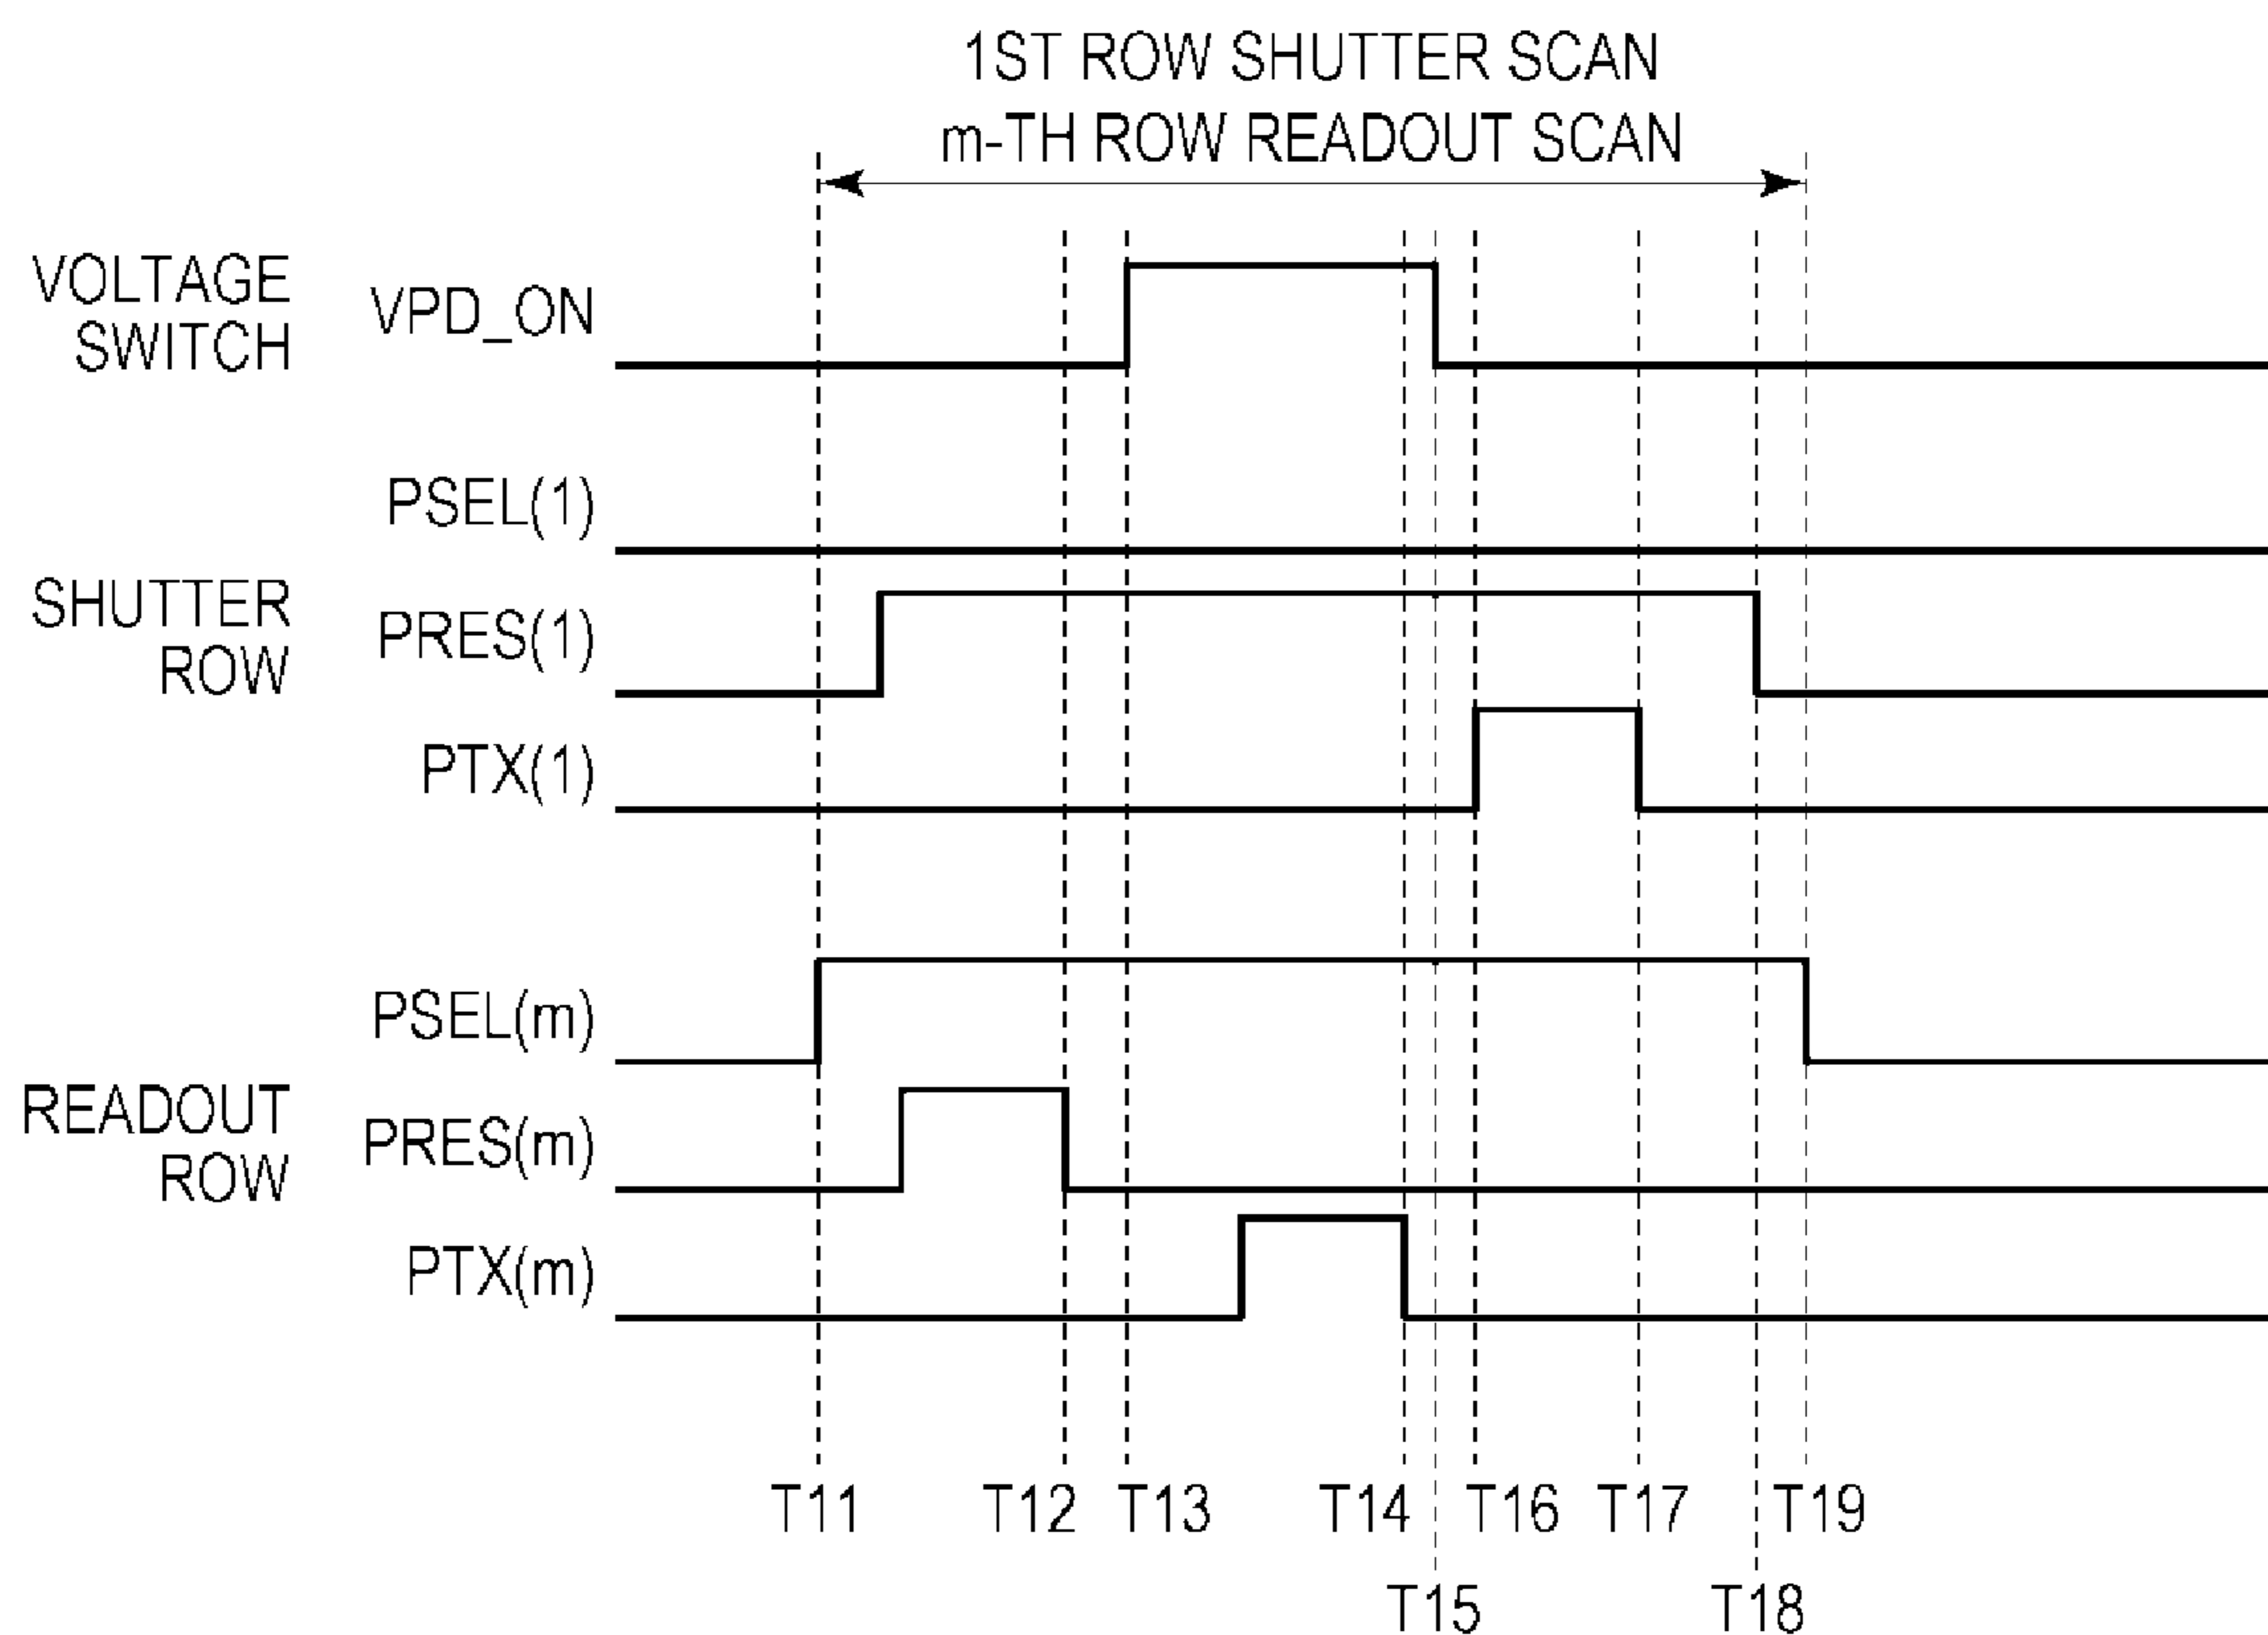 1ST ROW SHUTTER SCAN
m-TH ROW READOUT SCAN
VOLTAGE
SWITCH
VPD_ON
PSEL(1)
SHUTTER
ROW
PRES(1)
PTX(1)
PSEL(m)
READOUT
ROW
PRES(m)
PTX(m)
T11 T12 T13 T14 T16 T17 T19
T15 T18